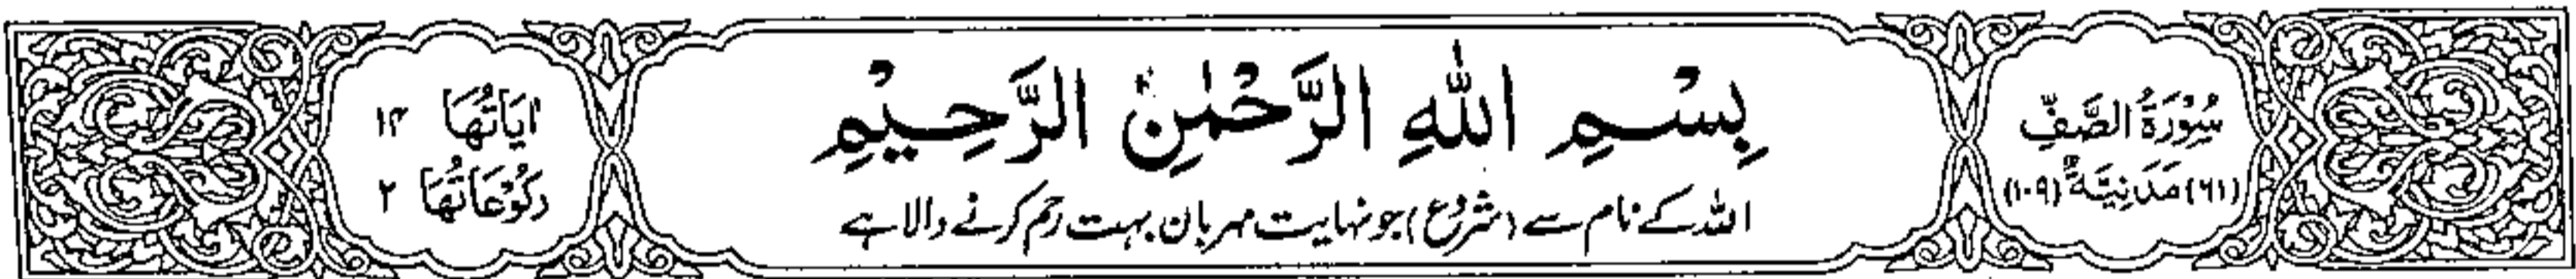 سُوْرَةُ الصَّفِّ
(٦١) مَدَنِيَّةٌ (١٠٩)
بِسْمِ اللّٰهِ الرَّحْمٰنِ الرَّحِيْمِ
اللہ کے نام سے (شروع) جو نہایت مہربان بہت رحم کرنے والا ہے
اٰيَاتُهَا ١٤
رُكُوْعَاتُهَا ٢